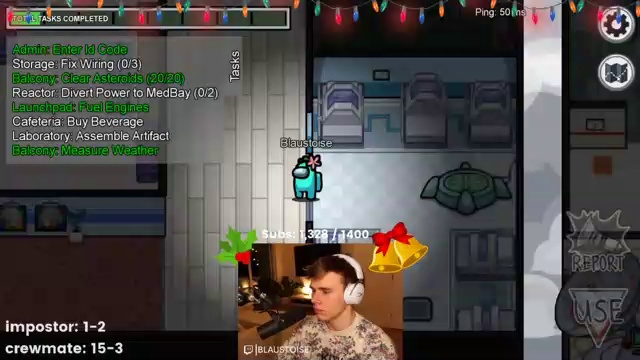 TOTAL TASKS COMPLETED
Ping: 50 ms
Admin: Enter Id Code
Storage: Fix Wiring (0/3)
Balcony: Clear Asteroids (20/20)
Reactor: Divert Power to MedBay (0/2)
Launchpad: Fuel Engines
Cafeteria: Buy Beverage
Laboratory: Assemble Artifact
Balcony: Measure Weather
Tasks
Blaustoise
Subs: 1,328 / 1400
REPORT
USE
impostor: 1-2
crewmate: 15-3
|BLAUSTOISE